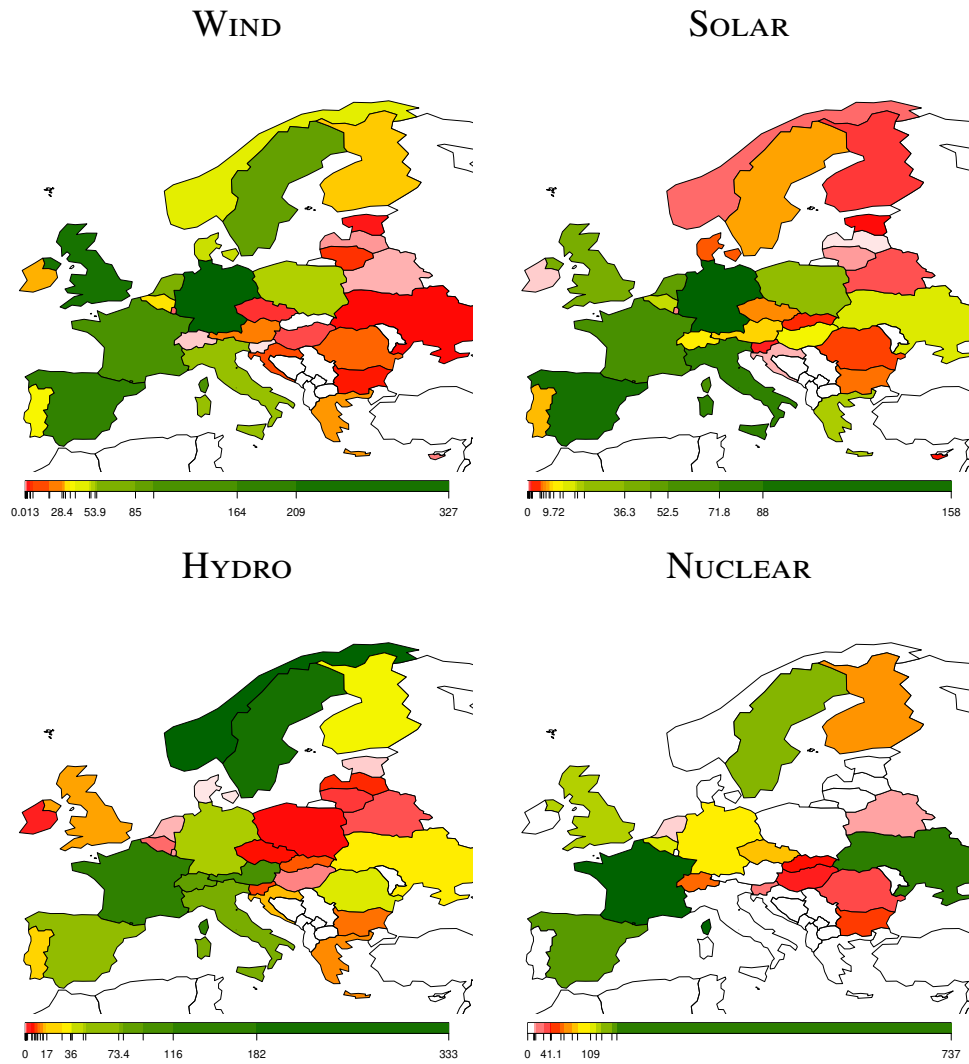 WIND
SOLAR
0.013 28.4 53.9 85 164 209 327
0 9.72 36.3 52.5 71.8 88 158
HYDRO
NUCLEAR
0 17 36 73.4 116 182 333
0 41.1 109 737